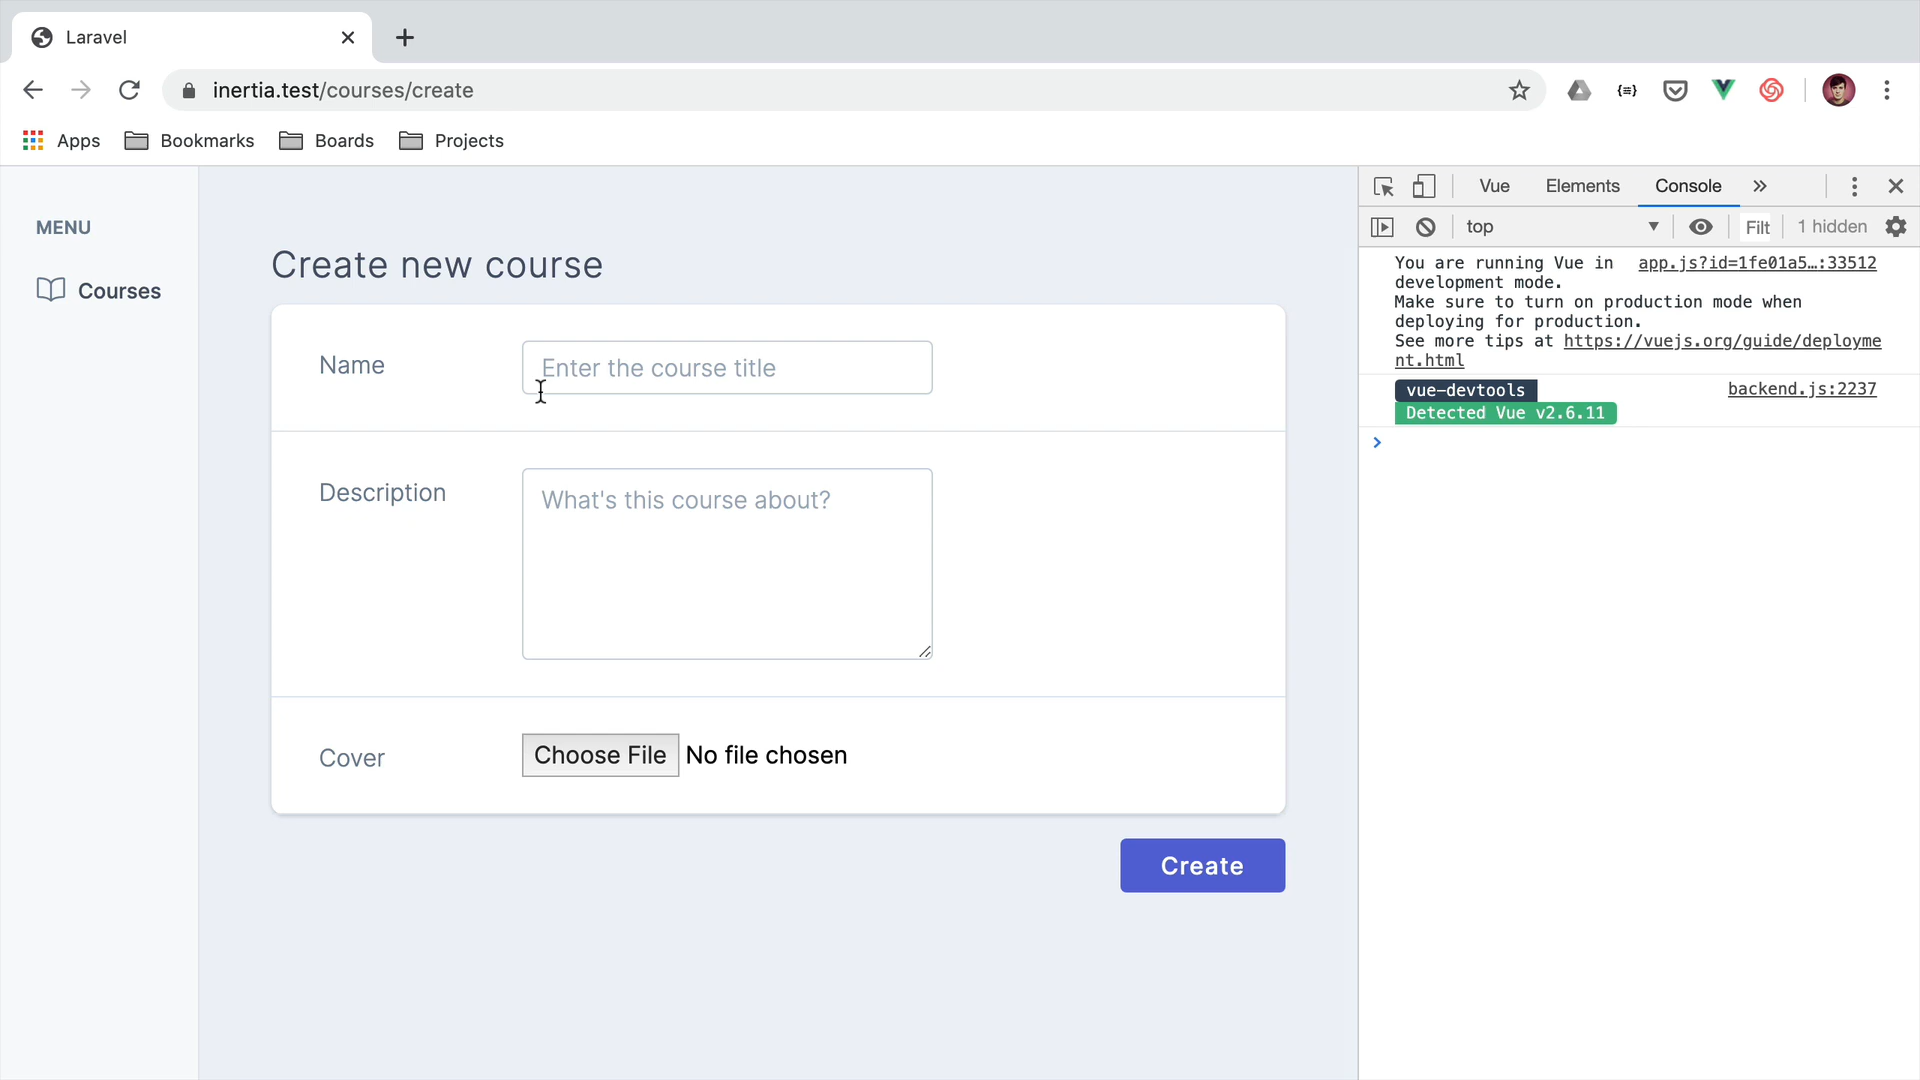 Laravel
inertia.test/courses/create
Apps Bookmarks Boards Projects
MENU
Courses
Create new course
Name
Enter the course title
Description
What's this course about?
Cover
Choose File No file chosen
Create
Vue Elements Console
top Filt 1 hidden
You are running Vue in app.js?id=1fe01a5…:33512
development mode.
Make sure to turn on production mode when
deploying for production.
See more tips at https://vuejs.org/guide/deployme
nt.html
vue-devtools backend.js:2237
Detected Vue v2.6.11